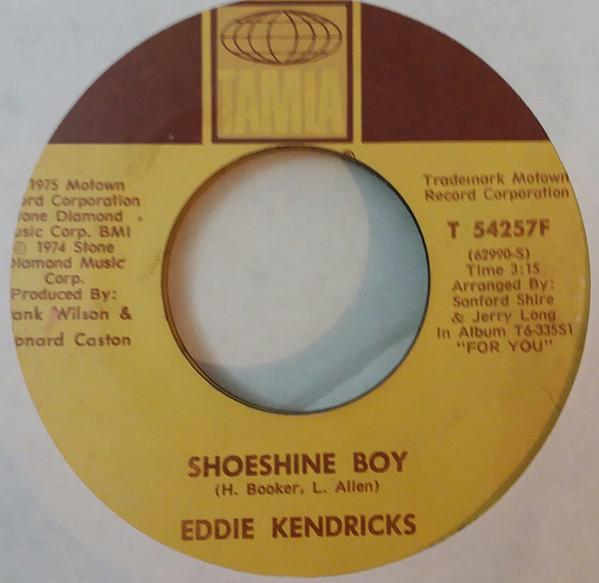 TAMLA
1975 Motown
ord Corporation
one Diamond
usic Corp. BMI
© 1974 Stone
Diamond Music
Corp.
Produced By:
ank Wilson &
onard Caston
Trademark Motown
Record Corporation
T 54257F
(62990-S)
Time 3:15
Arranged By:
Sanford Shire
& Jerry Long
In Album T6-335S1
"FOR YOU"
SHOESHINE BOY
(H. Booker, L. Allen)
EDDIE KENDRICKS